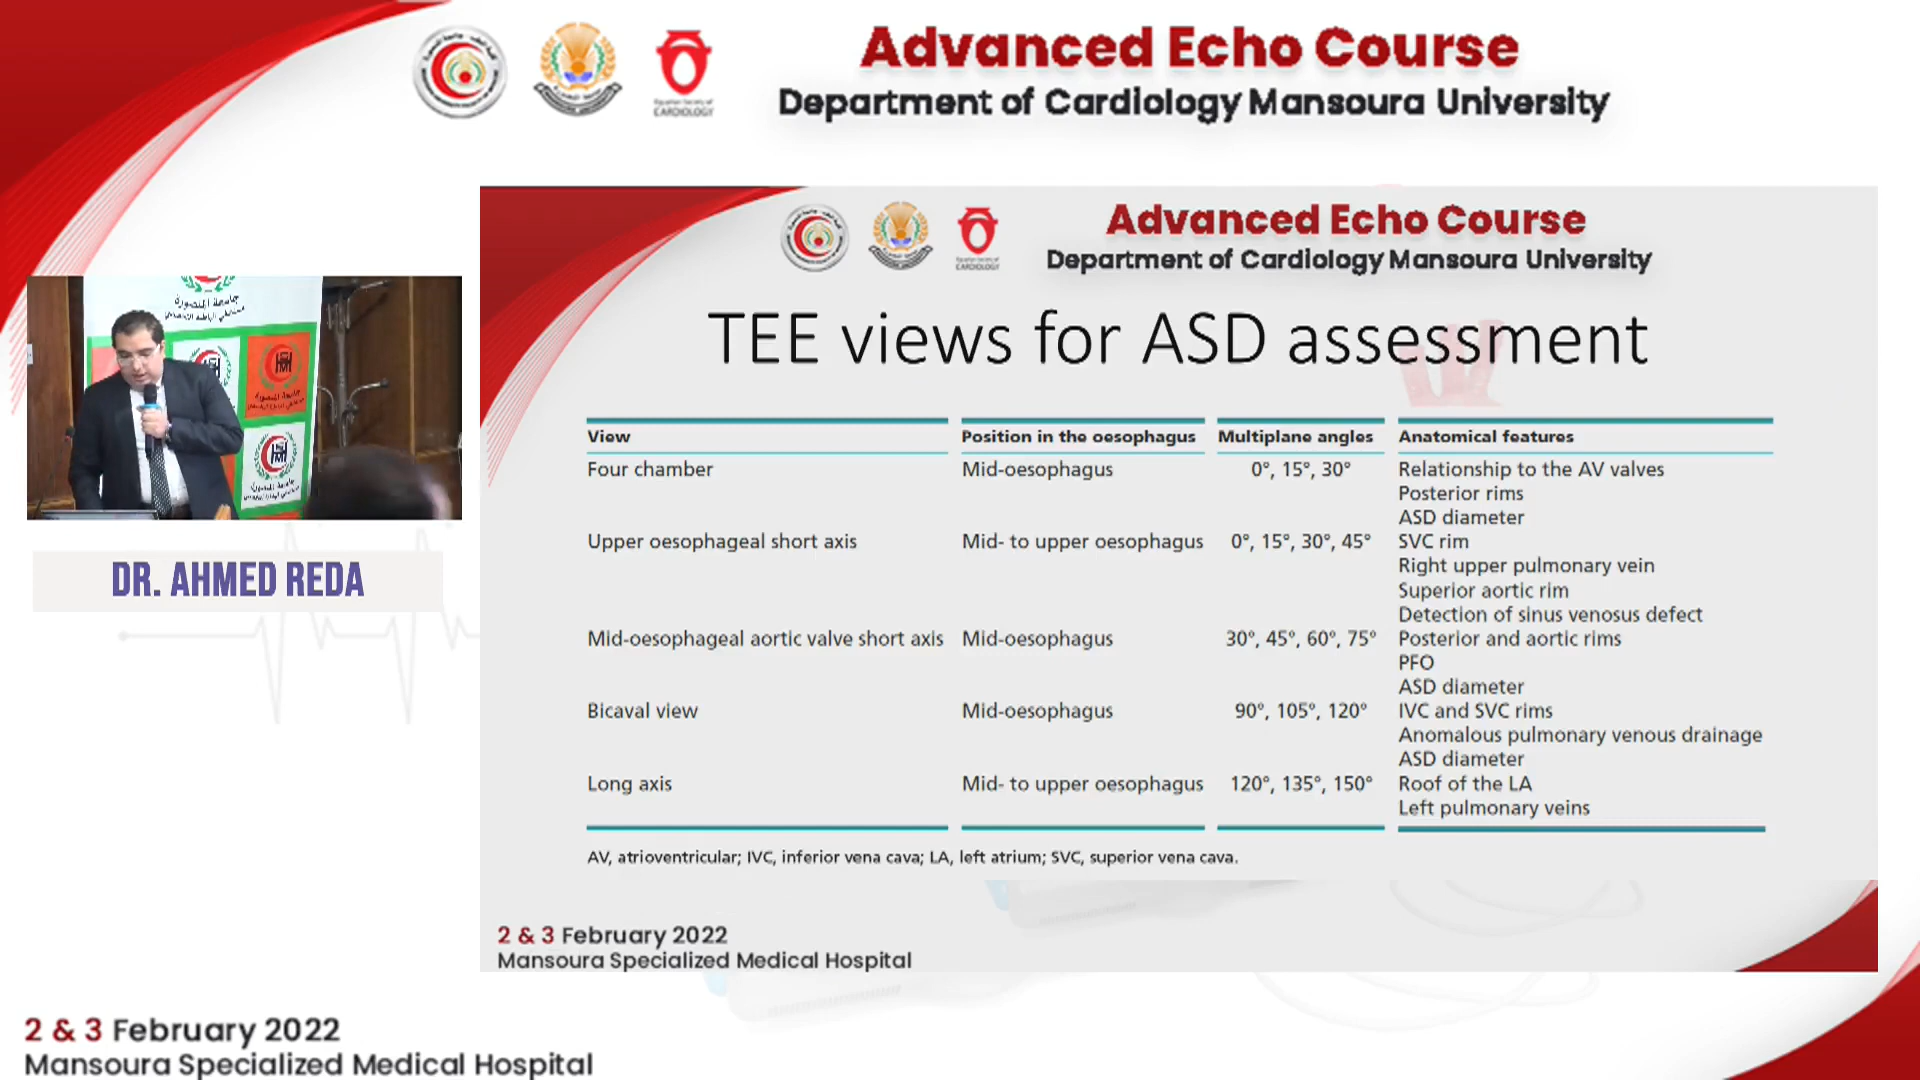 Advanced Echo Course
Department of Cardiology Mansoura University
Egyptian Society of
CARDIOLOGY
Advanced Echo Course
Department of Cardiology Mansoura University
CARDIOLOGY
TEE views for ASD assessment
View Position in the oesophagus Multiplane angles Anatomical features
Four chamber Mid-oesophagus 0°, 15°, 30° Relationship to the AV valves
Posterior rims
ASD diameter
Upper oesophageal short axis Mid- to upper oesophagus 0°, 15°, 30°, 45° SVC rim
Right upper pulmonary vein
Superior aortic rim
Detection of sinus venosus defect
Mid-oesophageal aortic valve short axis Mid-oesophagus 30°, 45°, 60°, 75° Posterior and aortic rims
PFO
ASD diameter
Bicaval view Mid-oesophagus 90°, 105°, 120° IVC and SVC rims
Anomalous pulmonary venous drainage
ASD diameter
Long axis Mid- to upper oesophagus 120°, 135°, 150° Roof of the LA
Left pulmonary veins
AV, atrioventricular; IVC, inferior vena cava; LA, left atrium; SVC, superior vena cava.
2 & 3 February 2022
Mansoura Specialized Medical Hospital
جامعة المنصورة
DR. AHMED REDA
2 & 3 February 2022
Mansoura Specialized Medical Hospital